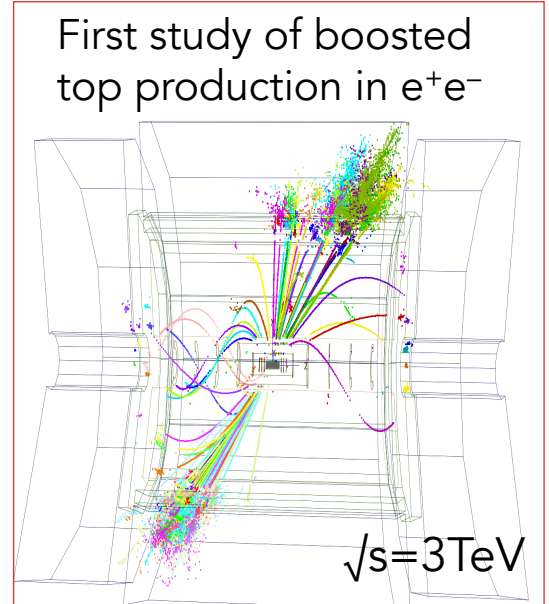 First study of boosted
top production in e⁺e⁻
√s=3TeV